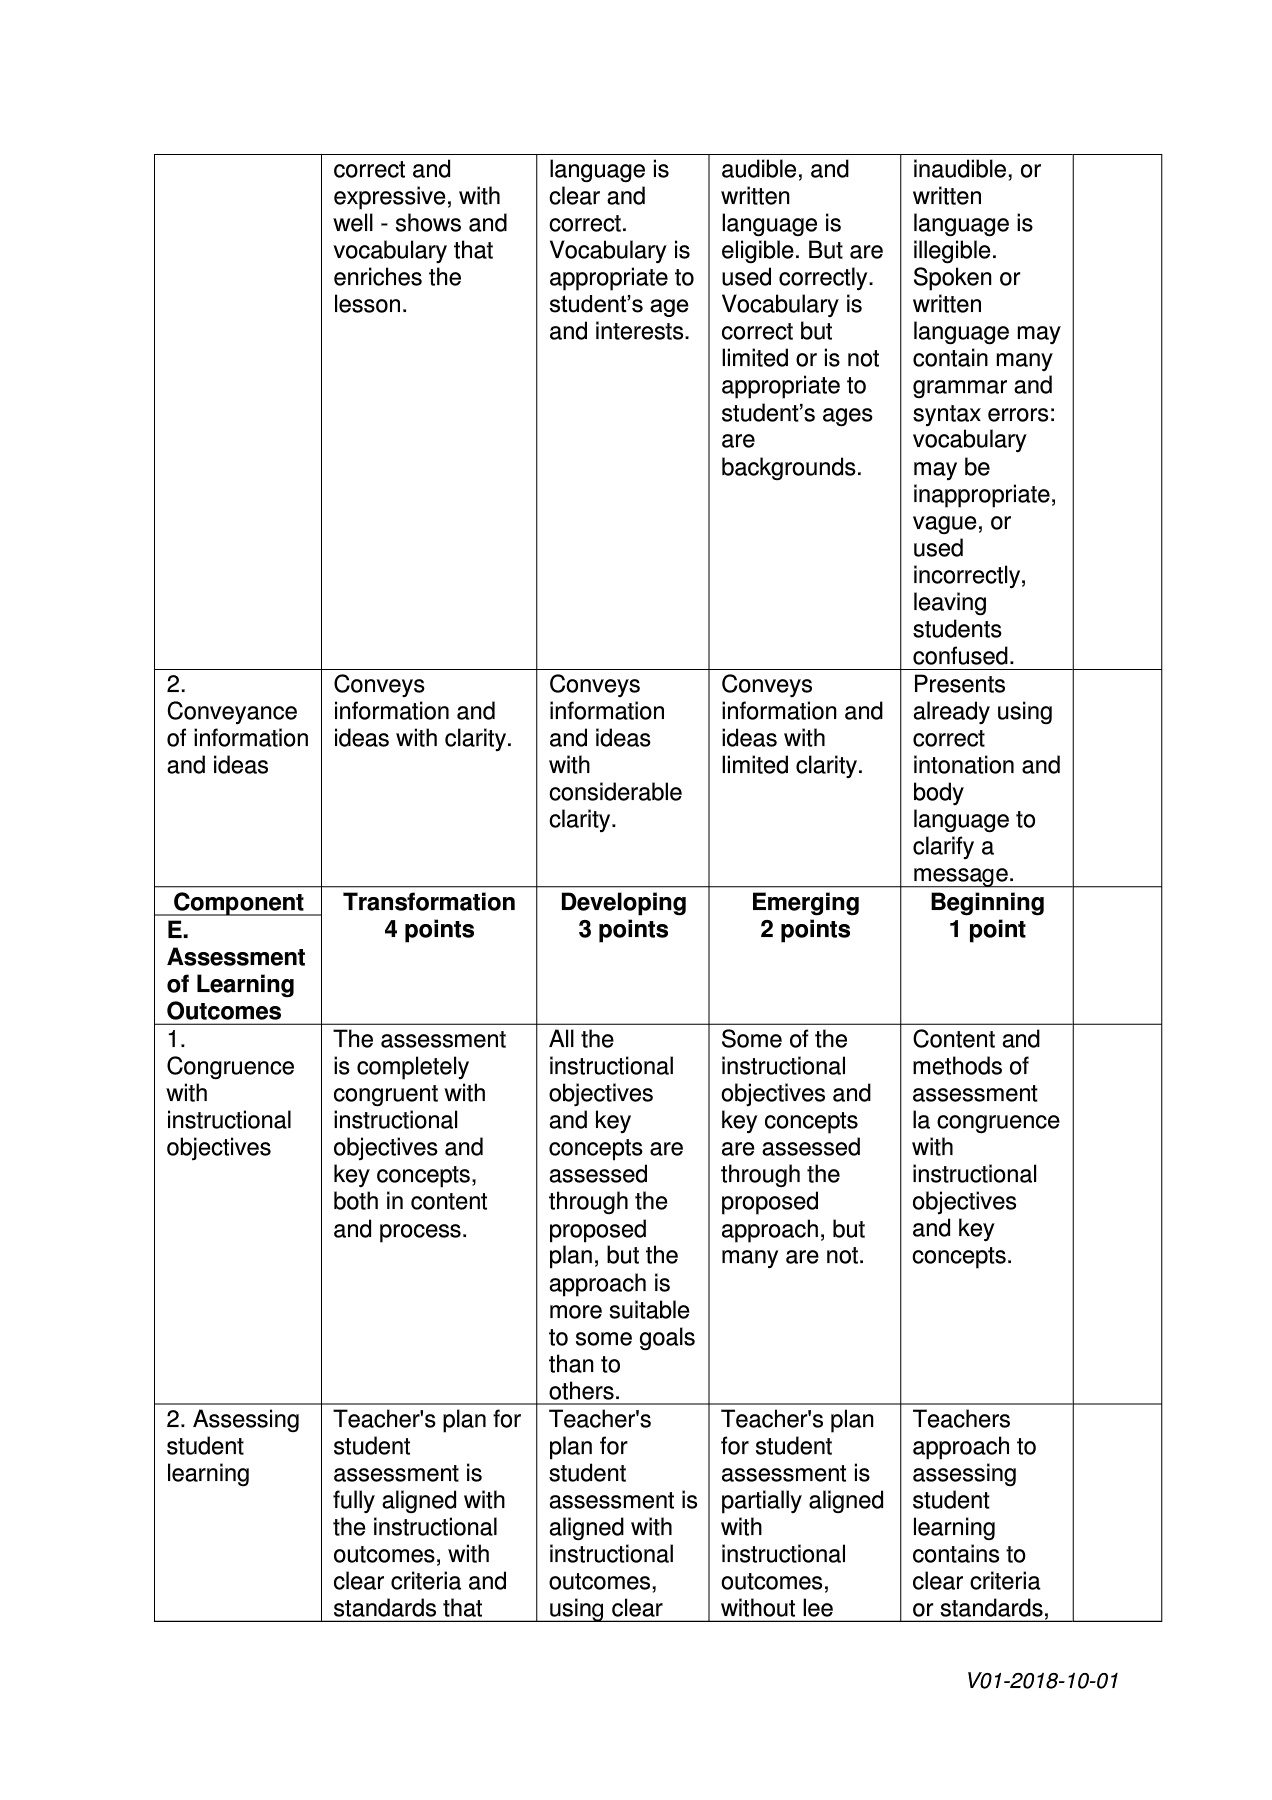 correct and
expressive, with
well - shows and
vocabulary that
enriches the
lesson.
language is
clear and
correct.
Vocabulary is
appropriate to
student’s age
and interests.
audible, and
written
language is
eligible. But are
used correctly.
Vocabulary is
correct but
limited or is not
appropriate to
student’s ages
are
backgrounds.
inaudible, or
written
language is
illegible.
Spoken or
written
language may
contain many
grammar and
syntax errors:
vocabulary
may be
inappropriate,
vague, or
used
incorrectly,
leaving
students
confused.
2.
Conveyance
of information
and ideas
Conveys
information and
ideas with clarity.
Conveys
information
and ideas
with
considerable
clarity.
Conveys
information and
ideas with
limited clarity.
Presents
already using
correct
intonation and
body
language to
clarify a
message.
Component
E.
Assessment
of Learning
Outcomes
Transformation
4 points
Developing
3 points
Emerging
2 points
Beginning
1 point
1.
Congruence
with
instructional
objectives
The assessment
is completely
congruent with
instructional
objectives and
key concepts,
both in content
and process.
All the
instructional
objectives
and key
concepts are
assessed
through the
proposed
plan, but the
approach is
more suitable
to some goals
than to
others.
Some of the
instructional
objectives and
key concepts
are assessed
through the
proposed
approach, but
many are not.
Content and
methods of
assessment
la congruence
with
instructional
objectives
and key
concepts.
2. Assessing
student
learning
Teacher's plan for
student
assessment is
fully aligned with
the instructional
outcomes, with
clear criteria and
standards that
Teacher's
plan for
student
assessment is
aligned with
instructional
outcomes,
using clear
Teacher's plan
for student
assessment is
partially aligned
with
instructional
outcomes,
without lee
Teachers
approach to
assessing
student
learning
contains to
clear criteria
or standards,
V01-2018-10-01